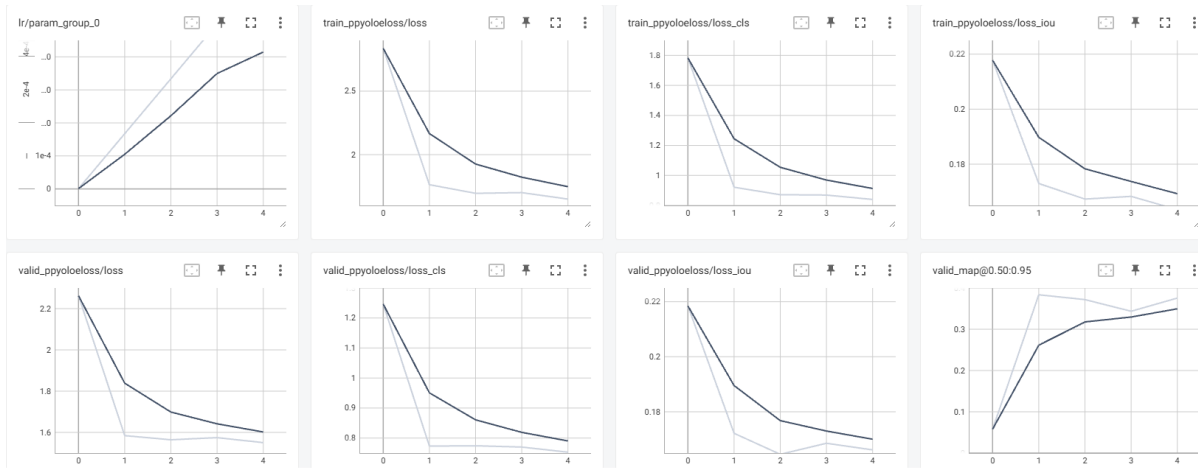 lr/param_group_0
4e-4
...0
...0
2e-4
...0
1e-4
0
0 1 2 3 4
train_ppyoloeloss/loss
2.5
2
0 1 2 3 4
train_ppyoloeloss/loss_cls
1.8
1.6
1.4
1.2
1
0 1 2 3 4
train_ppyoloeloss/loss_iou
0.22
0.2
0.18
0 1 2 3 4
valid_ppyoloeloss/loss
2.2
2
1.8
1.6
0 1 2 3 4
valid_ppyoloeloss/loss_cls
1.2
1.1
1
0.9
0.8
0 1 2 3 4
valid_ppyoloeloss/loss_iou
0.22
0.2
0.18
0 1 2 3 4
valid_map@0.50:0.95
0.3
0.2
0.1
0 1 2 3 4